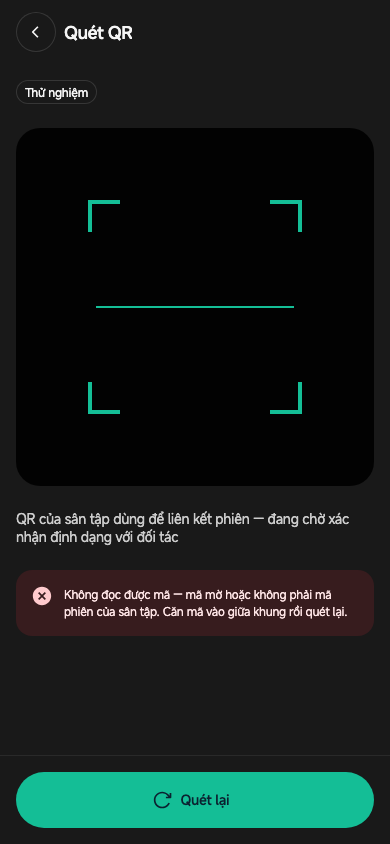 Quét QR
Thử nghiệm
QR của sân tập dùng để liên kết phiên — đang chờ xác
nhận định dạng với đối tác
Không đọc được mã — mã mờ hoặc không phải mã
phiên của sân tập. Căn mã vào giữa khung rồi quét lại.
Quét lại